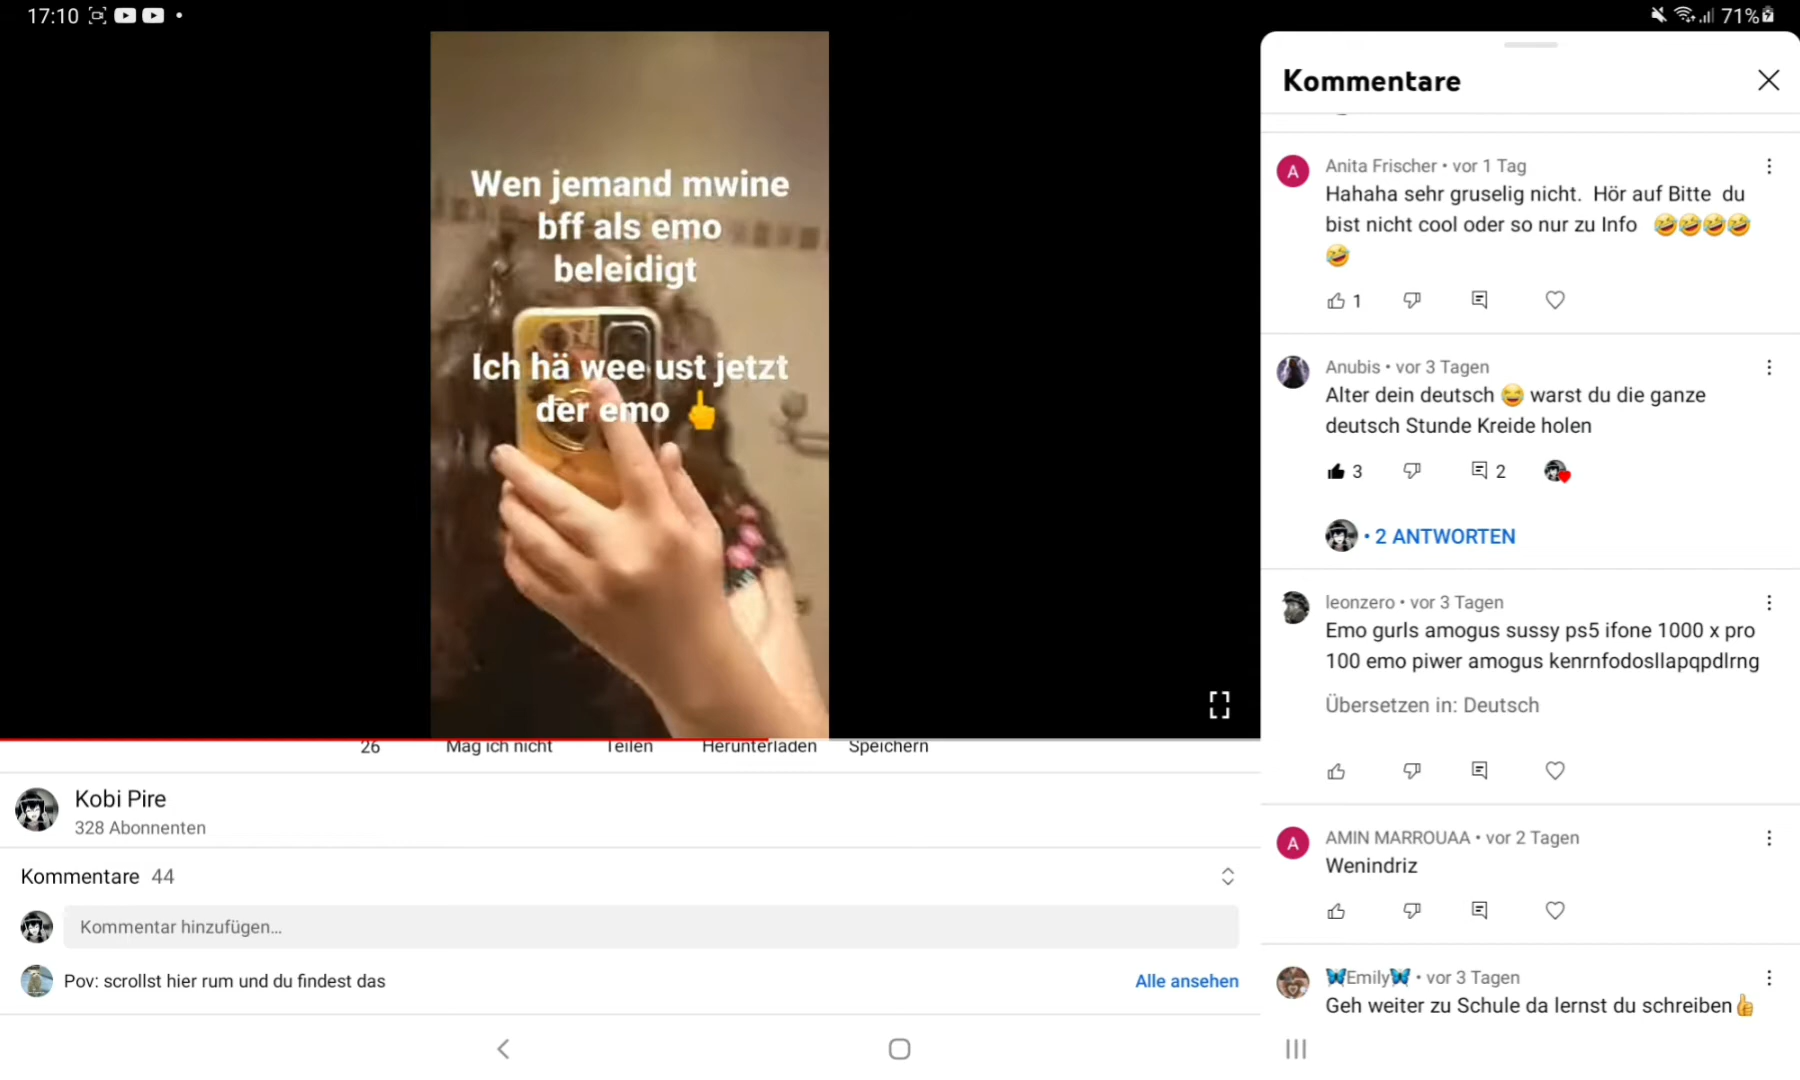 17:10
71%
Wen jemand mwine
bff als emo
beleidigt
Ich hä wee ust jetzt
der emo 👆
26 Mag ich nicht Teilen Herunterladen Speichern
Kobi Pire
328 Abonnenten
Kommentare 44
Kommentar hinzufügen...
Pov: scrollst hier rum und du findest das
Alle ansehen
Kommentare
Anita Frischer • vor 1 Tag
Hahaha sehr gruselig nicht. Hör auf Bitte du
bist nicht cool oder so nur zu Info 🤣🤣🤣🤣
🤣
1
Anubis • vor 3 Tagen
Alter dein deutsch 😂 warst du die ganze
deutsch Stunde Kreide holen
3 2
• 2 ANTWORTEN
leonzero • vor 3 Tagen
Emo gurls amogus sussy ps5 ifone 1000 x pro
100 emo piwer amogus kenrnfodosllapqpdlrng
Übersetzen in: Deutsch
AMIN MARROUAA • vor 2 Tagen
Wenindriz
🦋Emily🦋 • vor 3 Tagen
Geh weiter zu Schule da lernst du schreiben👍